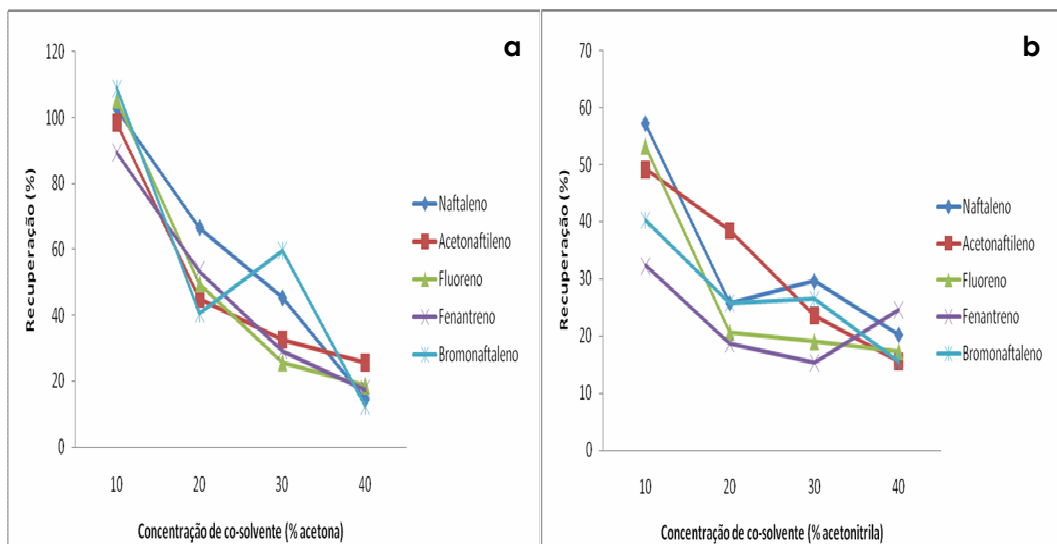 a
120
100
80
60
40
20
0
Recuperação (%)
10 20 30 40
Concentração de co-solvente (% acetona)
Naftaleno
Acetonaftileno
Fluoreno
Fenantreno
Bromonaftaleno
b
70
60
50
40
30
20
10
0
Recuperação (%)
10 20 30 40
Concentração de co-solvente (% acetonitrila)
Naftaleno
Acetonaftileno
Fluoreno
Fenantreno
Bromonaftaleno